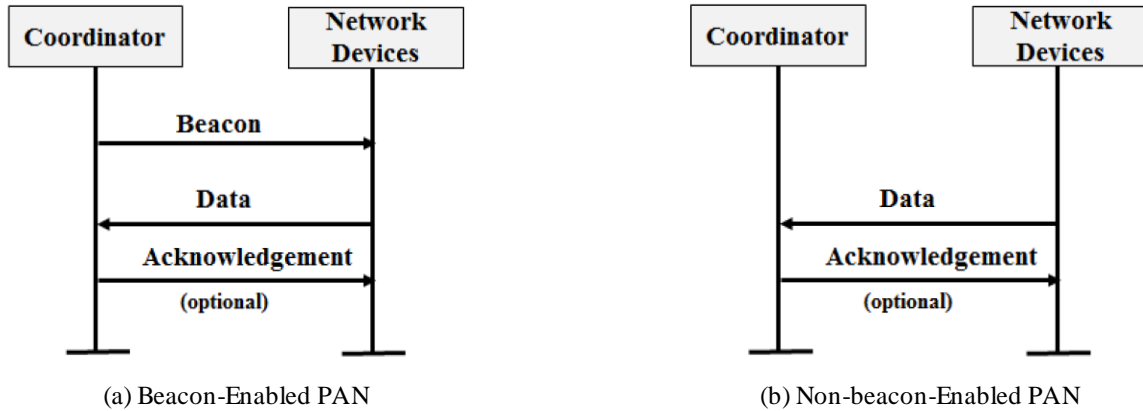 Coordinator
Network
Devices
Beacon
Data
Acknowledgement
(optional)
(a) Beacon-Enabled PAN
Coordinator
Network
Devices
Data
Acknowledgement
(optional)
(b) Non-beacon-Enabled PAN